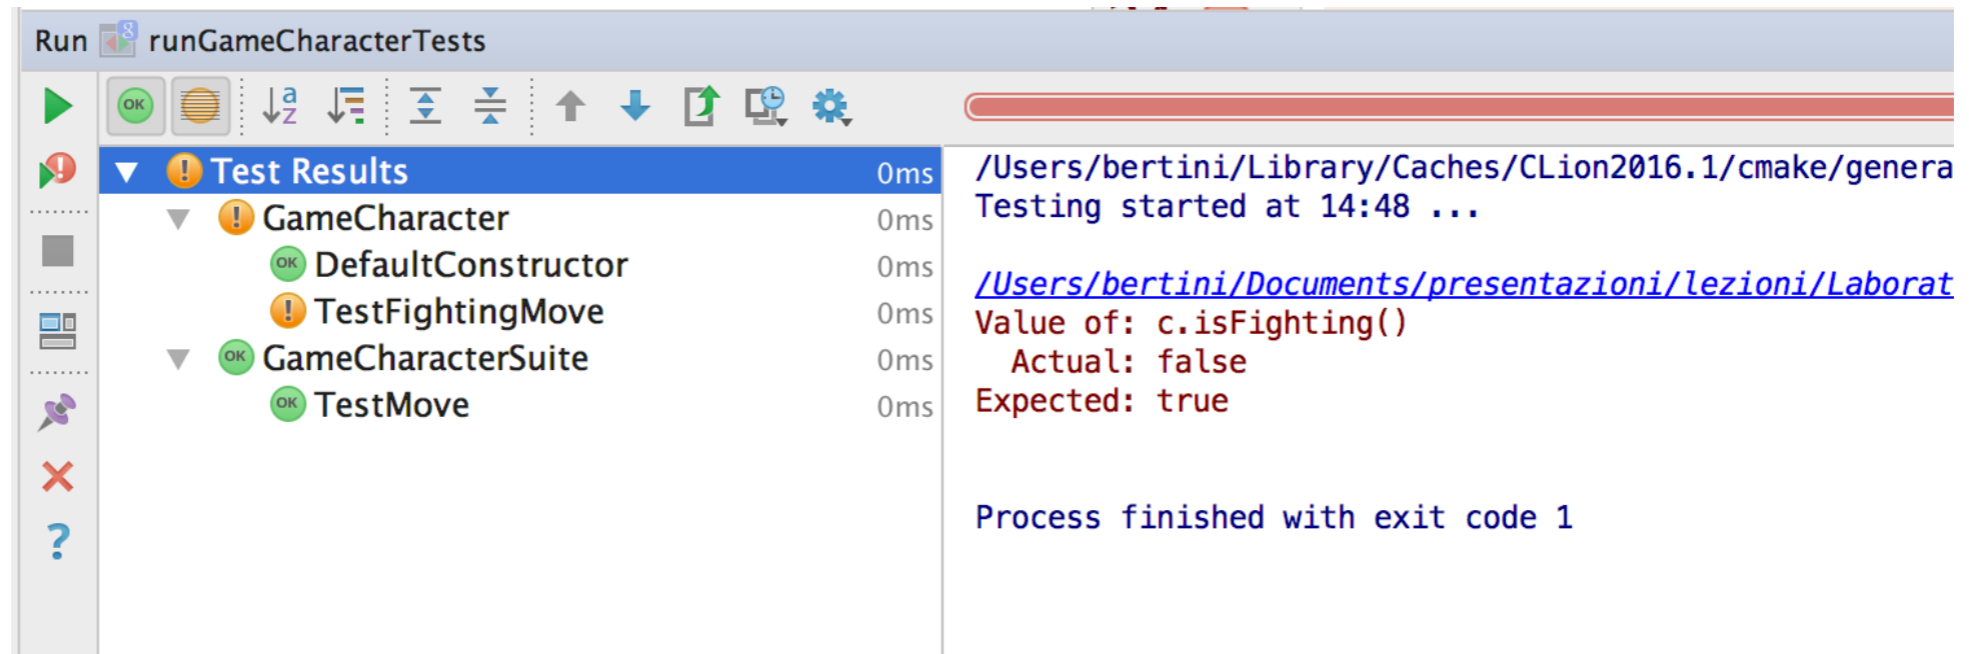 Run runGameCharacterTests
Test Results 0ms
GameCharacter 0ms
DefaultConstructor 0ms
TestFightingMove 0ms
GameCharacterSuite 0ms
TestMove 0ms
/Users/bertini/Library/Caches/CLion2016.1/cmake/genera
Testing started at 14:48 ...
/Users/bertini/Documents/presentazioni/lezioni/Laborat
Value of: c.isFighting()
Actual: false
Expected: true
Process finished with exit code 1